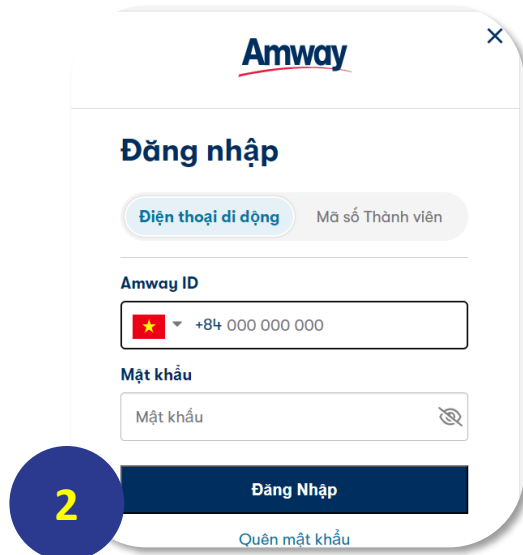 Amway
Đăng nhập
Điện thoại di động Mã số Thành viên
Amway ID
+84 000 000 000
Mật khẩu
Mật khẩu
Đăng Nhập
2
Quên mật khẩu